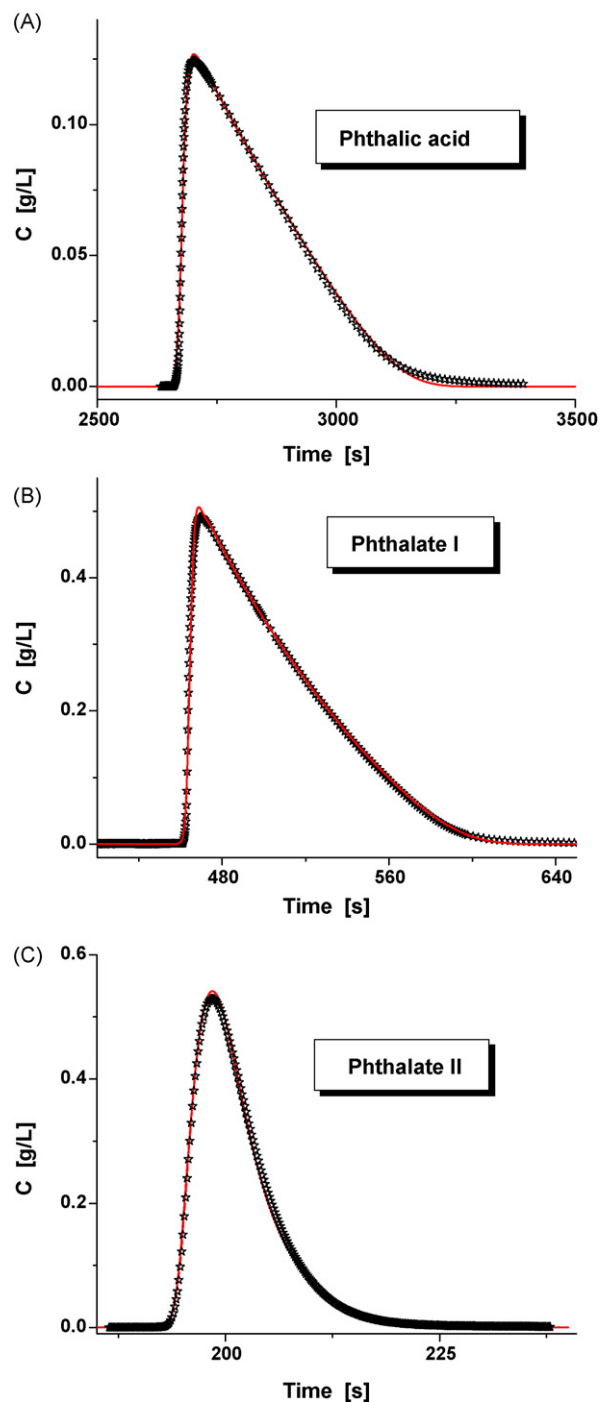 (A)
0.10
0.05
0.00
C [g/L]
Phthalic acid
2500 3000 3500
Time [s]
(B)
0.4
0.2
0.0
C [g/L]
Phthalate I
480 560 640
Time [s]
(C)
0.6
0.4
0.2
0.0
C [g/L]
Phthalate II
200 225
Time [s]